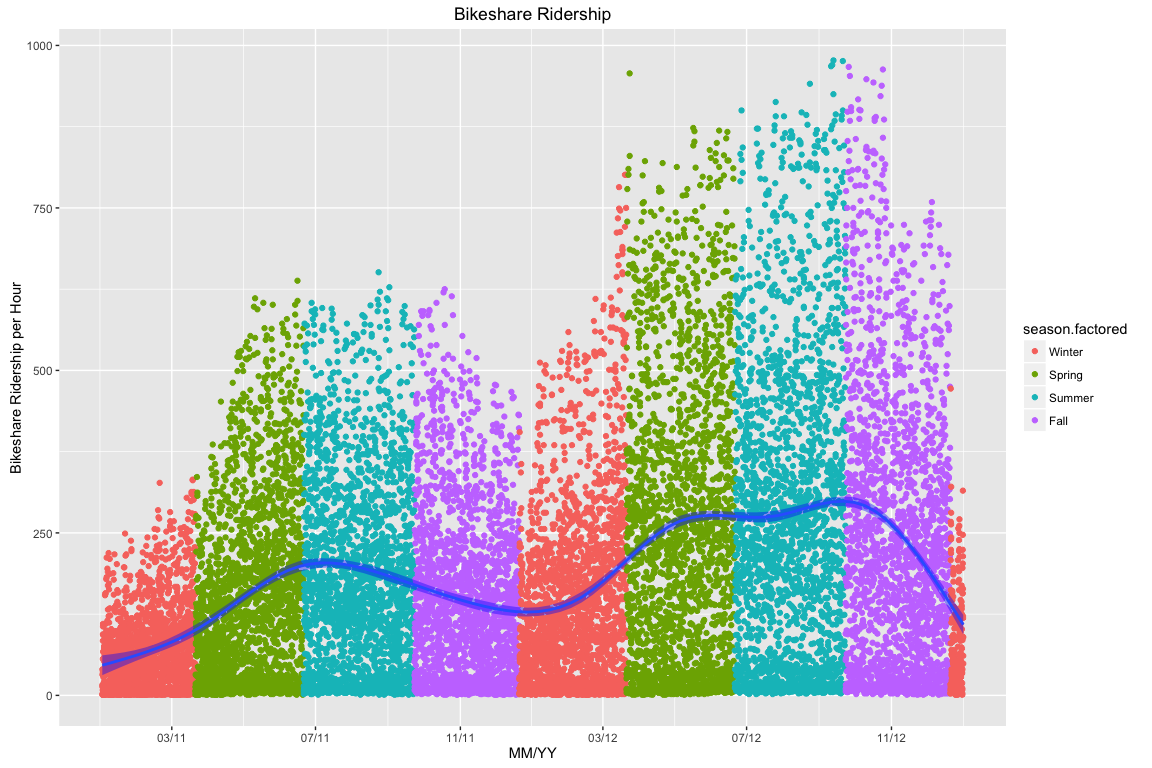 Bikeshare Ridership
1000
750
500
250
0
Bikeshare Ridership per Hour
03/11 07/11 11/11 03/12 07/12 11/12
MM/YY
season.factored
Winter
Spring
Summer
Fall